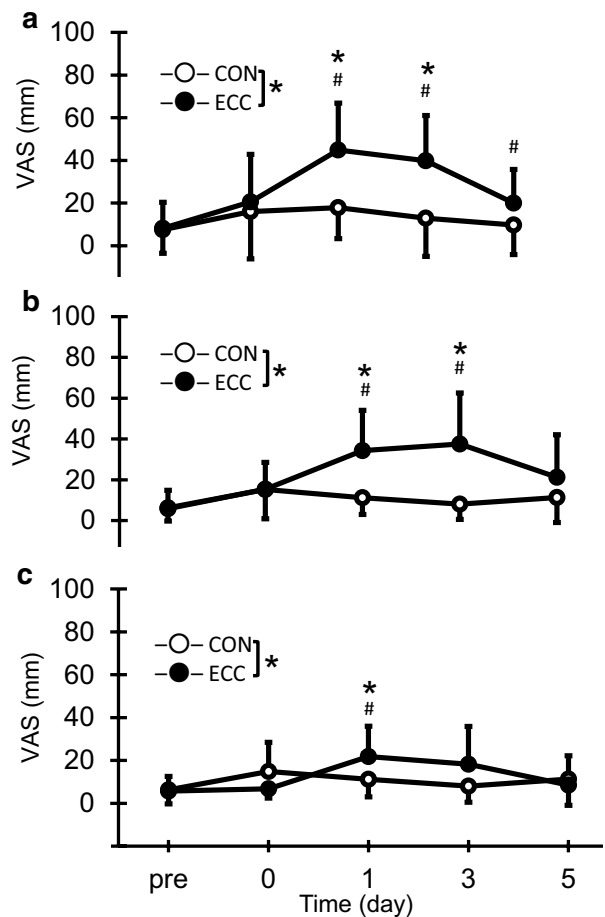 a
100
80
60
40
20
0
VAS (mm)
CON
ECC
*
* *
# # #
b
100
80
60
40
20
0
VAS (mm)
CON
ECC
*
* *
# #
c
100
80
60
40
20
0
VAS (mm)
CON
ECC
*
*
#
pre 0 1 3 5
Time (day)